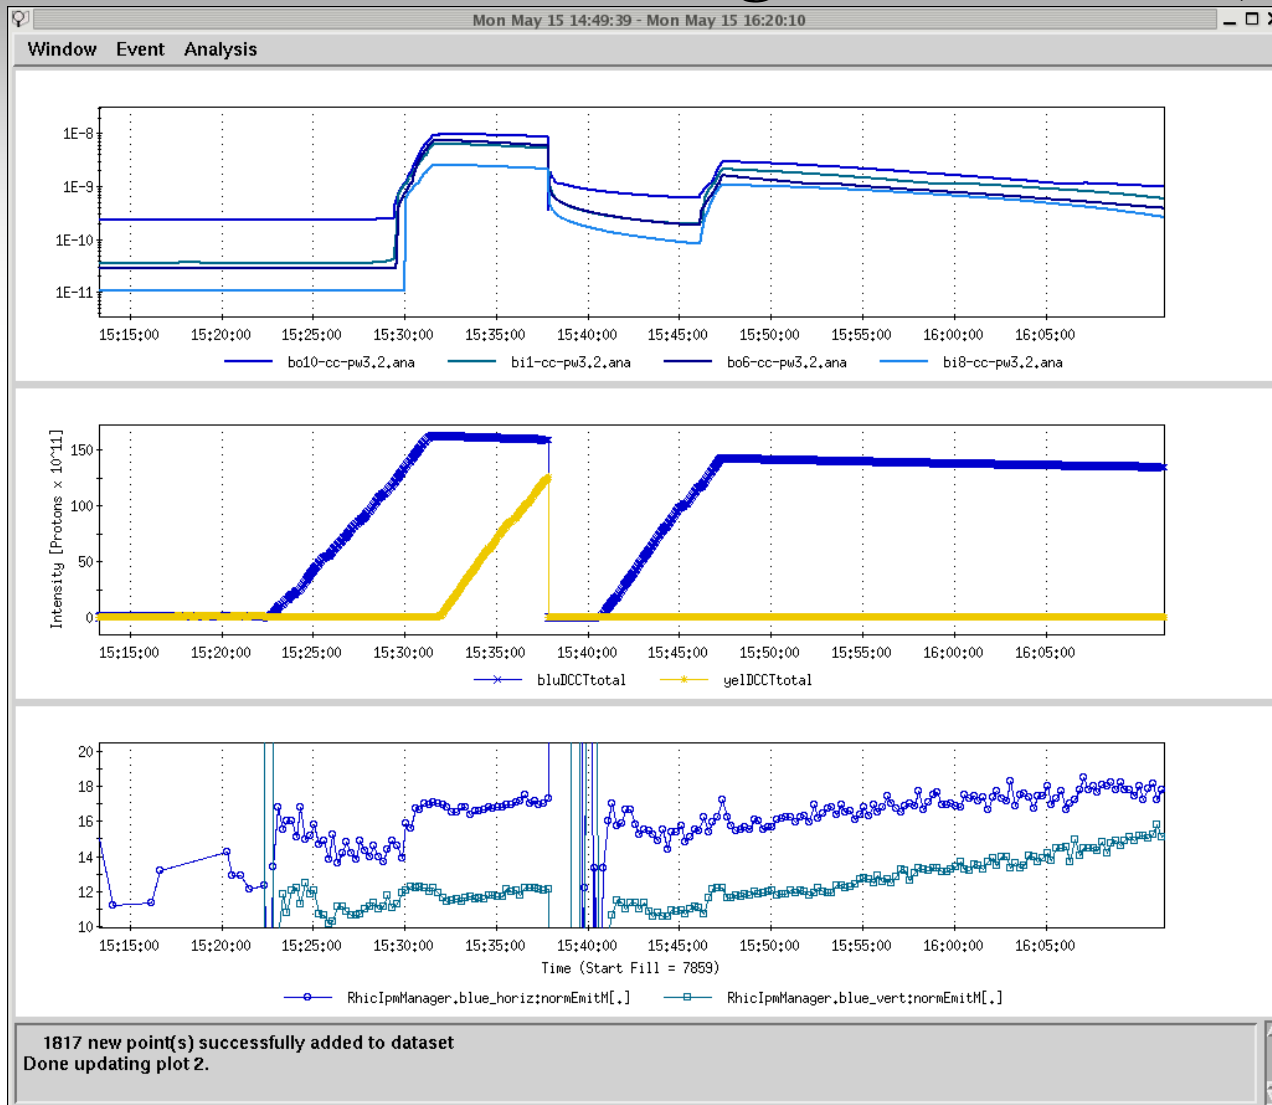 Mon May 15 14:49:39 - Mon May 15 16:20:10
Window Event Analysis
1E-8
1E-9
1E-10
1E-11
15:15:00 15:20:00 15:25:00 15:30:00 15:35:00 15:40:00 15:45:00 15:50:00 15:55:00 16:00:00 16:05:00
bo10-cc-pw3.2.ana bi1-cc-pw3.2.ana bo6-cc-pw3.2.ana bi8-cc-pw3.2.ana
Intensity [Protons x 10^11]
150
100
50
0
15:15:00 15:20:00 15:25:00 15:30:00 15:35:00 15:40:00 15:45:00 15:50:00 15:55:00 16:00:00 16:05:00
bluDCCTtotal yelDCCTtotal
20
18
16
14
12
10
15:15:00 15:20:00 15:25:00 15:30:00 15:35:00 15:40:00 15:45:00 15:50:00 15:55:00 16:00:00 16:05:00
Time (Start Fill = 7859)
RhicIpmManager.blue_horiz:normEmitM[.] RhicIpmManager.blue_vert:normEmitM[.]
1817 new point(s) successfully added to dataset
Done updating plot 2.